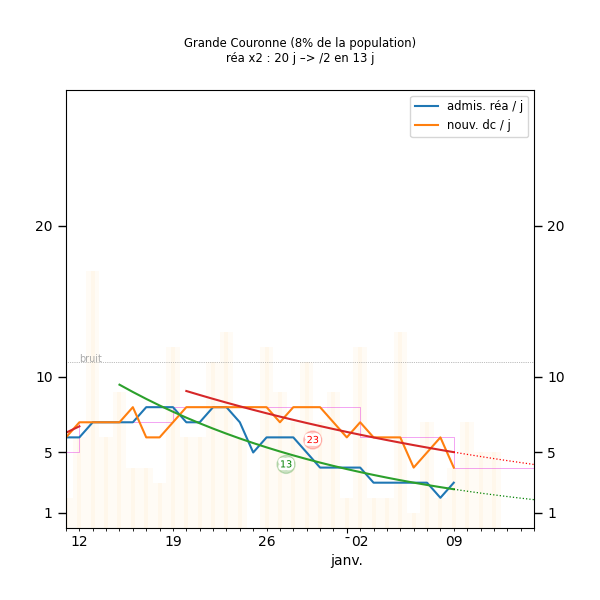 Grande Couronne (8% de la population)
réa x2 : 20 j –> /2 en 13 j
admis. réa / j
nouv. dc / j
20 20
bruit
10 10
23
13
5 5
1 1
12 19 26 02 09
janv.